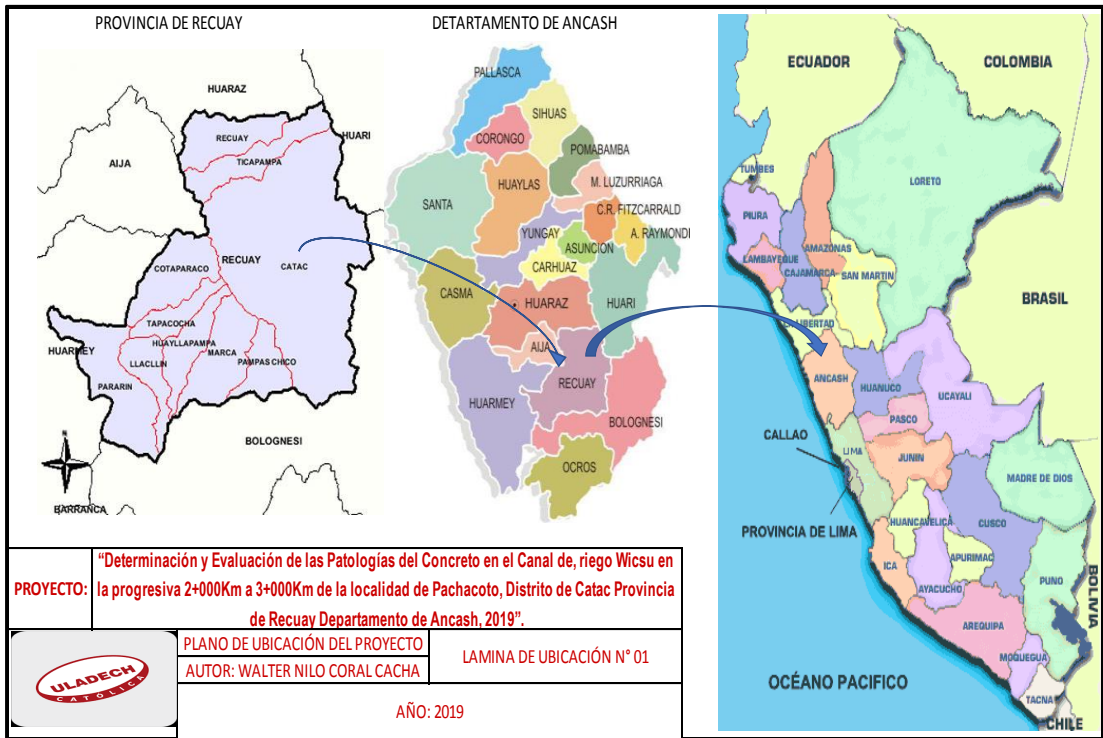 PROVINCIA DE RECUAY
DETARTAMENTO DE ANCASH
HUARAZ
RECUAY
HUARI
TICAPAMPA
AIJA
RECUAY
COTAPARACO
CATAC
TAPACOCHA
HUAYLLAPAMPA
HUARMEY
LLACLLIN
MARCA
PAMPAS CHICO
PARARIN
BOLOGNESI
BARRANCA
PALLASCA
SIHUAS
CORONGO
POMABAMBA
HUAYLAS
M. LUZURRIAGA
SANTA
C.R. FITZCARRALD
YUNGAY
A. RAYMONDI
ASUNCION
CARHUAZ
CASMA
HUARAZ
HUARI
AIJA
RECUAY
HUARMEY
BOLOGNESI
OCROS
ECUADOR
COLOMBIA
TUMBES
LORETO
PIURA
AMAZONAS
LAMBAYEQUE
CAJAMARCA
SAN MARTIN
BRASIL
LA LIBERTAD
ANCASH
HUANUCO
UCAYALI
PASCO
CALLAO
LIMA
JUNIN
MADRE DE DIOS
PROVINCIA DE LIMA
HUANCAVELICA
CUSCO
APURIMAC
ICA
AYACUCHO
PUNO
BOLIVIA
AREQUIPA
MOQUEGUA
OCÉANO PACIFICO
TACNA
CHILE
PROYECTO:
“Determinación y Evaluación de las Patologías del Concreto en el Canal de, riego Wicsu en
la progresiva 2+000Km a 3+000Km de la localidad de Pachacoto, Distrito de Catac Provincia
de Recuay Departamento de Ancash, 2019”.
ULADECH
CATÓLICA
PLANO DE UBICACIÓN DEL PROYECTO
AUTOR: WALTER NILO CORAL CACHA
LAMINA DE UBICACIÓN N° 01
AÑO: 2019